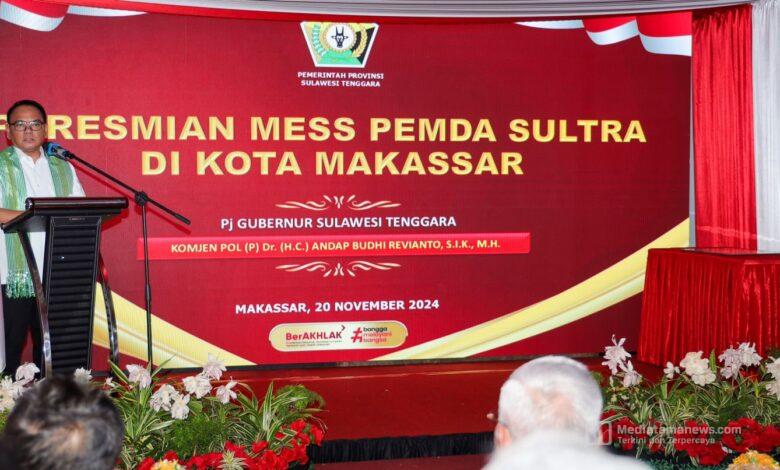 PEMERINTAH PROVINSI
SULAWESI TENGGARA
RESMIAN MESS PEMDA SULTRA
DI KOTA MAKASSAR
Pj GUBERNUR SULAWESI TENGGARA
KOMJEN POL (P) Dr. (H.C.) ANDAP BUDHI REVIANTO, S.I.K., M.H.
MAKASSAR, 20 NOVEMBER 2024
BerAKHLAK
#bangga
melayani
bangsa
Mediatamanews.com
Terkini dan Terpercaya